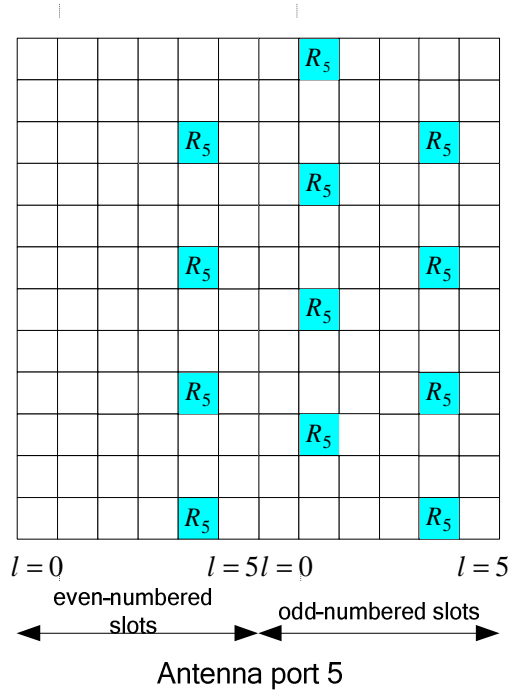 R5
R5 R5
R5
R5 R5
R5
R5 R5
R5
R5 R5
l = 0 l = 5 l = 0 l = 5
even-numbered
slots
odd-numbered slots
Antenna port 5